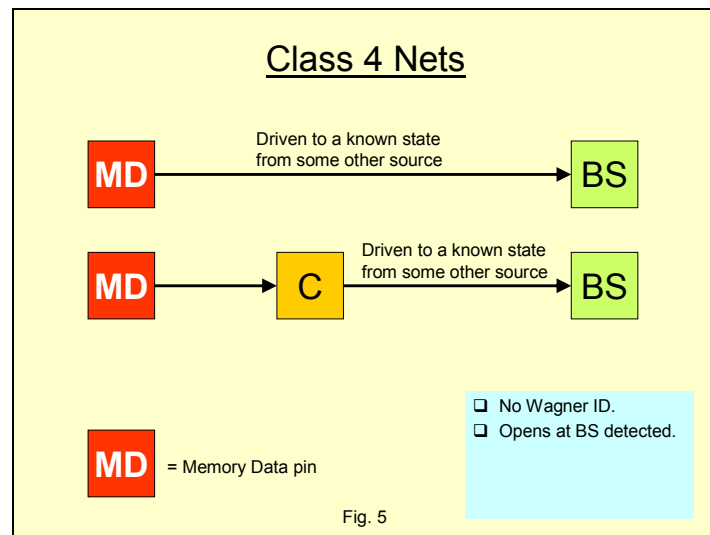 Class 4 Nets
Driven to a known state
from some other source
MD
BS
Driven to a known state
from some other source
MD
C
BS
❑ No Wagner ID.
❑ Opens at BS detected.
MD
= Memory Data pin
Fig. 5